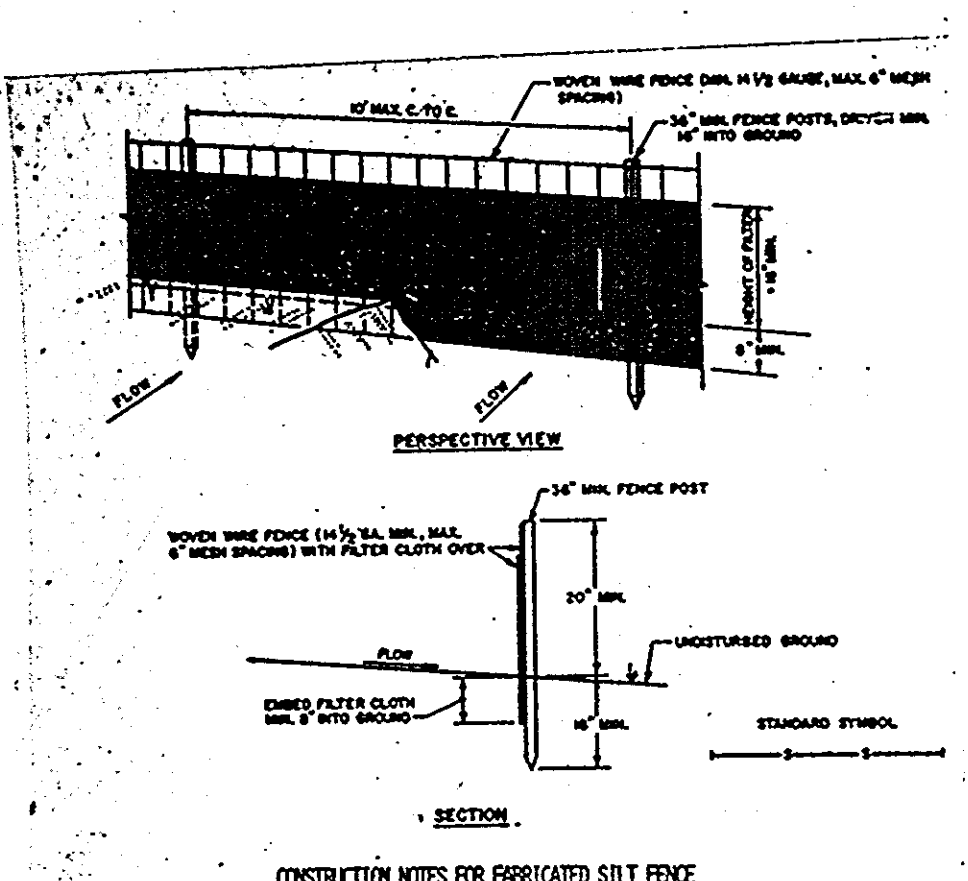 WOVEN WIRE FENCE (MIN. 14 1/2 GAUGE, MAX. 6" MESH
SPACING)
10' MAX. C. TO C.
36" MIN. FENCE POSTS, DRIVEN MIN.
16" INTO GROUND
HEIGHT OF FILTER
16" MIN.
8" MIN.
FLOW
FLOW
PERSPECTIVE VIEW
36" MIN. FENCE POST
WOVEN WIRE FENCE (14 1/2 GA. MIN., MAX.
6" MESH SPACING) WITH FILTER CLOTH OVER
20" MIN.
UNDISTURBED GROUND
FLOW
EMBED FILTER CLOTH
MIN. 8" INTO GROUND
16" MIN.
STANDARD SYMBOL
S
S
SECTION
CONSTRUCTION NOTES FOR FABRICATED SILT FENCE